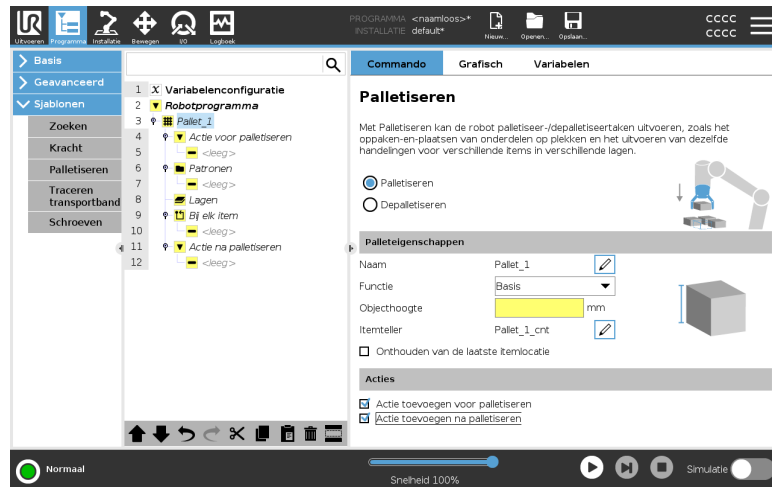 UR
Uitvoeren
Programma
Installatie
Bewegen
I/O
Logboek
PROGRAMMA <naamloos>*
INSTALLATIE default*
Nieuw...
Openen...
Opslaan...
CCCC
CCCC
Basis
Geavanceerd
Sjablonen
Zoeken
Kracht
Palletiseren
Traceren
transportband
Schroeven
1 X Variabelenconfiguratie
2 Robotprogramma
3 Pallet_1
4 Actie voor palletiseren
5 <leeg>
6 Patronen
7 <leeg>
8 Lagen
9 Bij elk item
10 <leeg>
11 Actie na palletiseren
12 <leeg>
Commando Grafisch Variabelen
Palletiseren
Met Palletiseren kan de robot palletiseer-/depalletiseertaken uitvoeren, zoals het
oppaken-en-plaatsen van onderdelen op plekken en het uitvoeren van dezelfde
handelingen voor verschillende items in verschillende lagen.
Palletiseren
Depalletiseren
Palleteigenschappen
Naam Pallet_1
Functie Basis
Objecthoogte mm
Itemteller Pallet_1_cnt
Onthouden van de laatste itemlocatie
Acties
Actie toevoegen voor palletiseren
Actie toevoegen na palletiseren
Normaal
Snelheid 100%
Simulatie